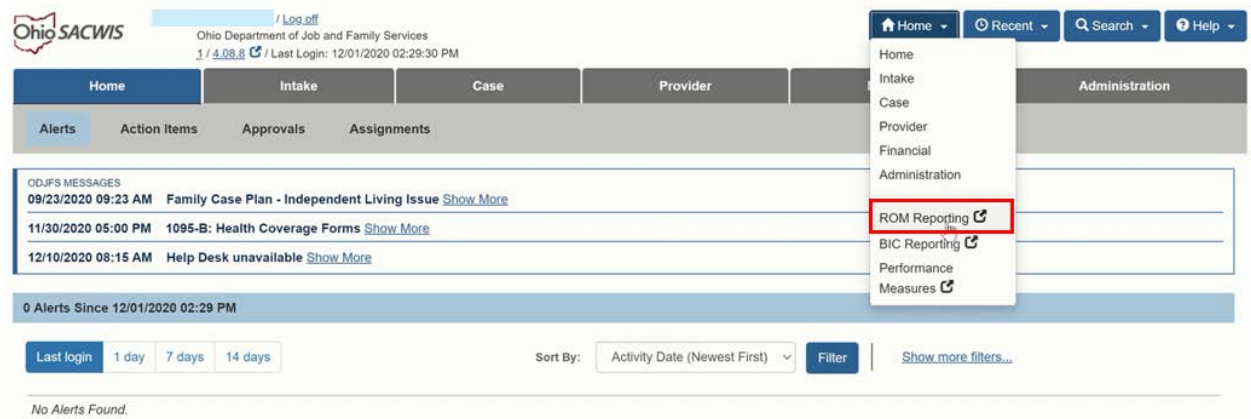 Ohio SACWIS
/ Log off
Ohio Department of Job and Family Services
1 / 4.08.8 / Last Login: 12/01/2020 02:29:30 PM
Home Recent Search Help
Home
Intake
Case
Provider
Financial
Administration
ROM Reporting
BIC Reporting
Performance
Measures
Home Intake Case Provider Administration
Alerts Action Items Approvals Assignments
ODJFS MESSAGES
09/23/2020 09:23 AM Family Case Plan - Independent Living Issue Show More
11/30/2020 05:00 PM 1095-B: Health Coverage Forms Show More
12/10/2020 08:15 AM Help Desk unavailable Show More
0 Alerts Since 12/01/2020 02:29 PM
Last login 1 day 7 days 14 days Sort By: Activity Date (Newest First) Filter Show more filters...
No Alerts Found.